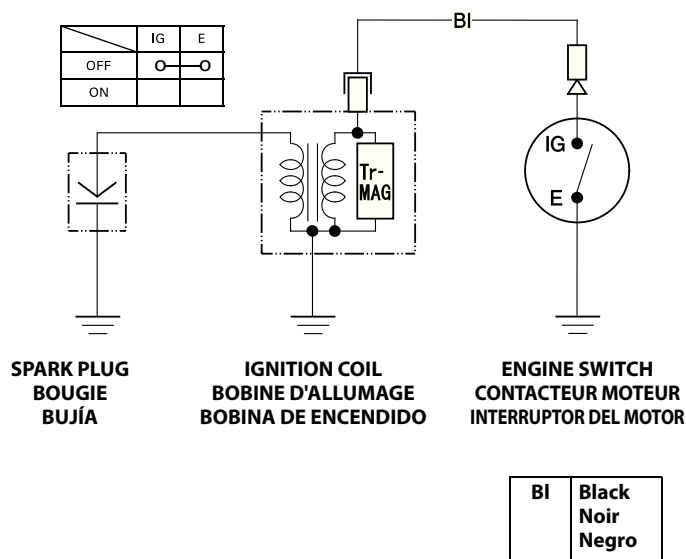 Bl
IG E
OFF
ON
IG
Tr-
MAG
E
SPARK PLUG
BOUGIE
BUJÍA
IGNITION COIL
BOBINE D'ALLUMAGE
BOBINA DE ENCENDIDO
ENGINE SWITCH
CONTACTEUR MOTEUR
INTERRUPTOR DEL MOTOR
Bl Black
Noir
Negro